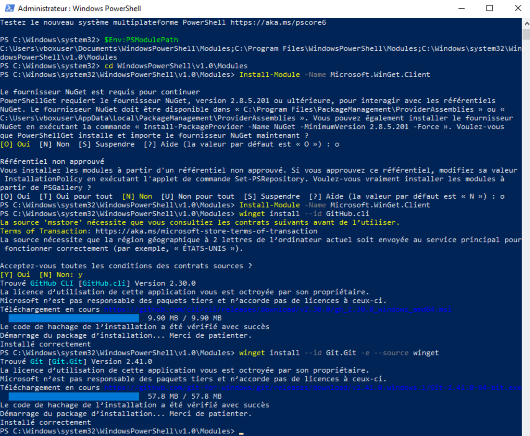 Administrateur : Windows PowerShell
Testez le nouveau système multiplateforme PowerShell https://aka.ms/pscore6
PS C:\Windows\system32> $Env:PSModulePath
C:\Users\vboxuser\Documents\WindowsPowerShell\Modules;C:\Program Files\WindowsPowerShell\Modules;C:\Windows\system32\Win
dowsPowerShell\v1.0\Modules
PS C:\Windows\system32> cd WindowsPowerShell\v1.0\Modules
PS C:\Windows\system32\WindowsPowerShell\v1.0\Modules> Install-Module -Name Microsoft.WinGet.Client
Le fournisseur NuGet est requis pour continuer
PowerShellGet requiert le fournisseur NuGet, version 2.8.5.201 ou ultérieure, pour interagir avec les référentiels
NuGet. Le fournisseur NuGet doit être disponible dans « C:\Program Files\PackageManagement\ProviderAssemblies » ou «
C:\Users\vboxuser\AppData\Local\PackageManagement\ProviderAssemblies ». Vous pouvez également installer le fournisseur
NuGet en exécutant la commande « Install-PackageProvider -Name NuGet -MinimumVersion 2.8.5.201 -Force ». Voulez-vous
que PowerShellGet installe et importe le fournisseur NuGet maintenant ?
[O] Oui  [N] Non  [S] Suspendre  [?] Aide (la valeur par défaut est « O ») : o
Référentiel non approuvé
Vous installez les modules à partir d'un référentiel non approuvé. Si vous approuvez ce référentiel, modifiez sa valeur
InstallationPolicy en exécutant l'applet de commande Set-PSRepository. Voulez-vous vraiment installer les modules à
partir de PSGallery ?
[O] Oui  [T] Oui pour tout  [N] Non  [U] Non pour tout  [S] Suspendre  [?] Aide (la valeur par défaut est « N ») : o
PS C:\Windows\system32\WindowsPowerShell\v1.0\Modules> Install-Module -Name Microsoft.WinGet.Client
PS C:\Windows\system32\WindowsPowerShell\v1.0\Modules> winget install --id GitHub.cli
La source 'msstore' nécessite que vous consultiez les contrats suivants avant de l'utiliser.
Terms of Transaction: https://aka.ms/microsoft-store-terms-of-transaction
La source nécessite que la région géographique à 2 lettres de l'ordinateur actuel soit envoyée au service principal pour
fonctionner correctement (par exemple, « ÉTATS-UNIS »).
Acceptez-vous toutes les conditions des contrats sources ?
[Y] Oui  [N] Non: y
Trouvé GitHub CLI [GitHub.cli] Version 2.30.0
La licence d'utilisation de cette application vous est octroyée par son propriétaire.
Microsoft n'est pas responsable des paquets tiers et n'accorde pas de licences à ceux-ci.
Téléchargement en cours
9.90 MB / 9.90 MB
Le code de hachage de l'installation a été vérifié avec succès
Démarrage du package d'installation... Merci de patienter.
Installé correctement
PS C:\Windows\system32\WindowsPowerShell\v1.0\Modules> winget install --id Git.Git -e --source winget
Trouvé Git [Git.Git] Version 2.41.0
La licence d'utilisation de cette application vous est octroyée par son propriétaire.
Microsoft n'est pas responsable des paquets tiers et n'accorde pas de licences à ceux-ci.
Téléchargement en cours
57.8 MB / 57.8 MB
Le code de hachage de l'installation a été vérifié avec succès
Démarrage du package d'installation... Merci de patienter.
Installé correctement
PS C:\Windows\system32\WindowsPowerShell\v1.0\Modules> _